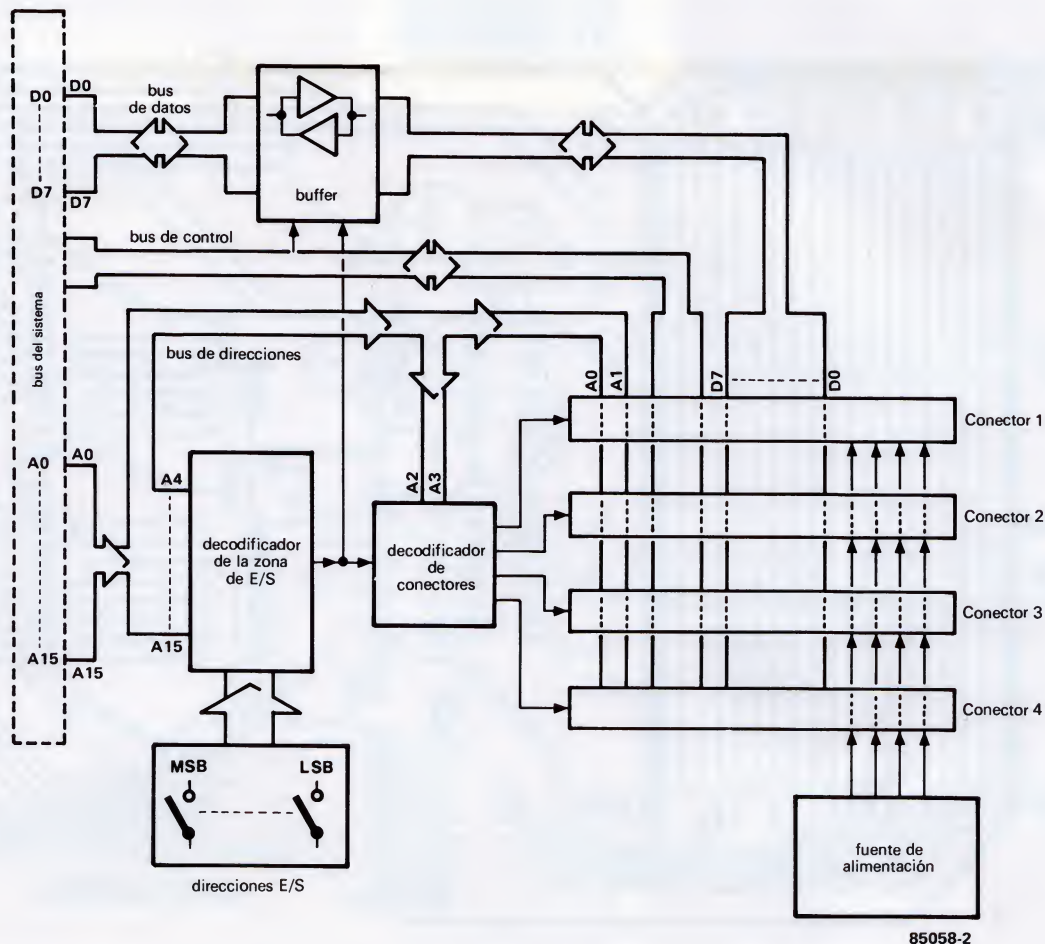 D0
D7
bus del sistema
A0
A15
D0
D7
bus
de datos
buffer
bus de control
bus de direcciones
A0
A15
A4
A15
decodificador
de la zona
de E/S
A2
A3
decodificador
de
conectores
A0
A1
D7
D0
Conector 1
Conector 2
Conector 3
Conector 4
MSB
LSB
direcciones E/S
fuente de
alimentación
85058-2